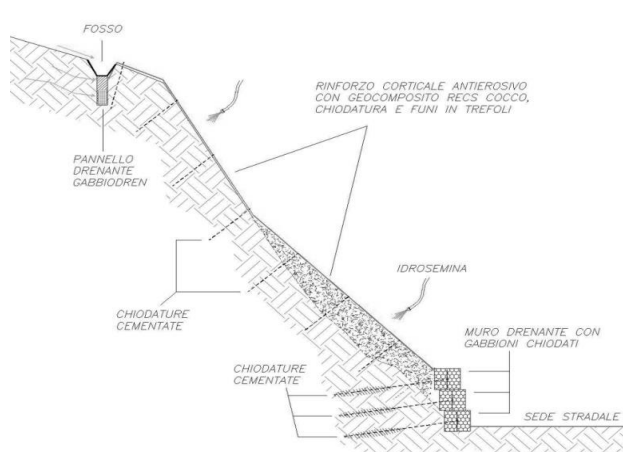 FOSSO
RINFORZO CORTICALE ANTIEROSIVO
CON GEOCOMPOSITO RECS COCCO,
CHIODATURA E FUNI IN TREFOLI
PANNELLO
DRENANTE
GABBIODREN
IDROSEMINA
CHIODATURE
CEMENTATE
MURO DRENANTE CON
GABBIONI CHIODATI
CHIODATURE
CEMENTATE
SEDE STRADALE